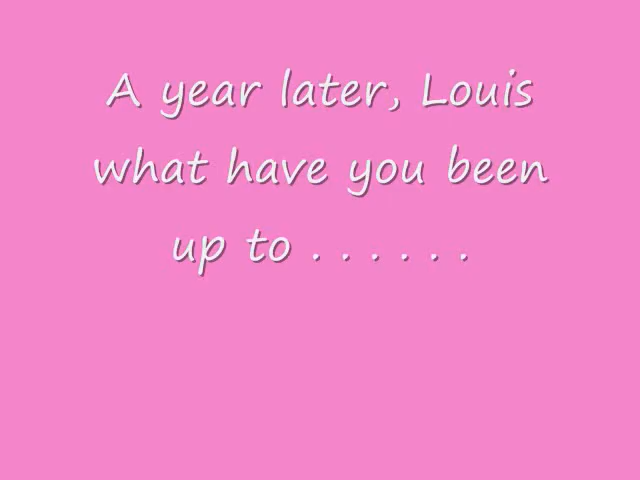 A year later, Louis
what have you been
up to . . . . . .